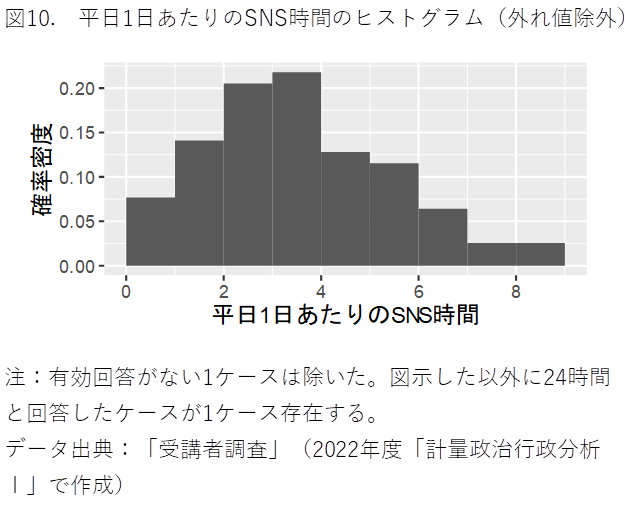 図10.　平日1日あたりのSNS時間のヒストグラム（外れ値除外）
0.20
0.15
0.10
0.05
0.00
確率密度
0 2 4 6 8
平日1日あたりのSNS時間
注：有効回答がない1ケースは除いた。図示した以外に24時間
と回答したケースが1ケース存在する。
データ出典：「受講者調査」（2022年度「計量政治行政分析
Ⅰ」で作成）